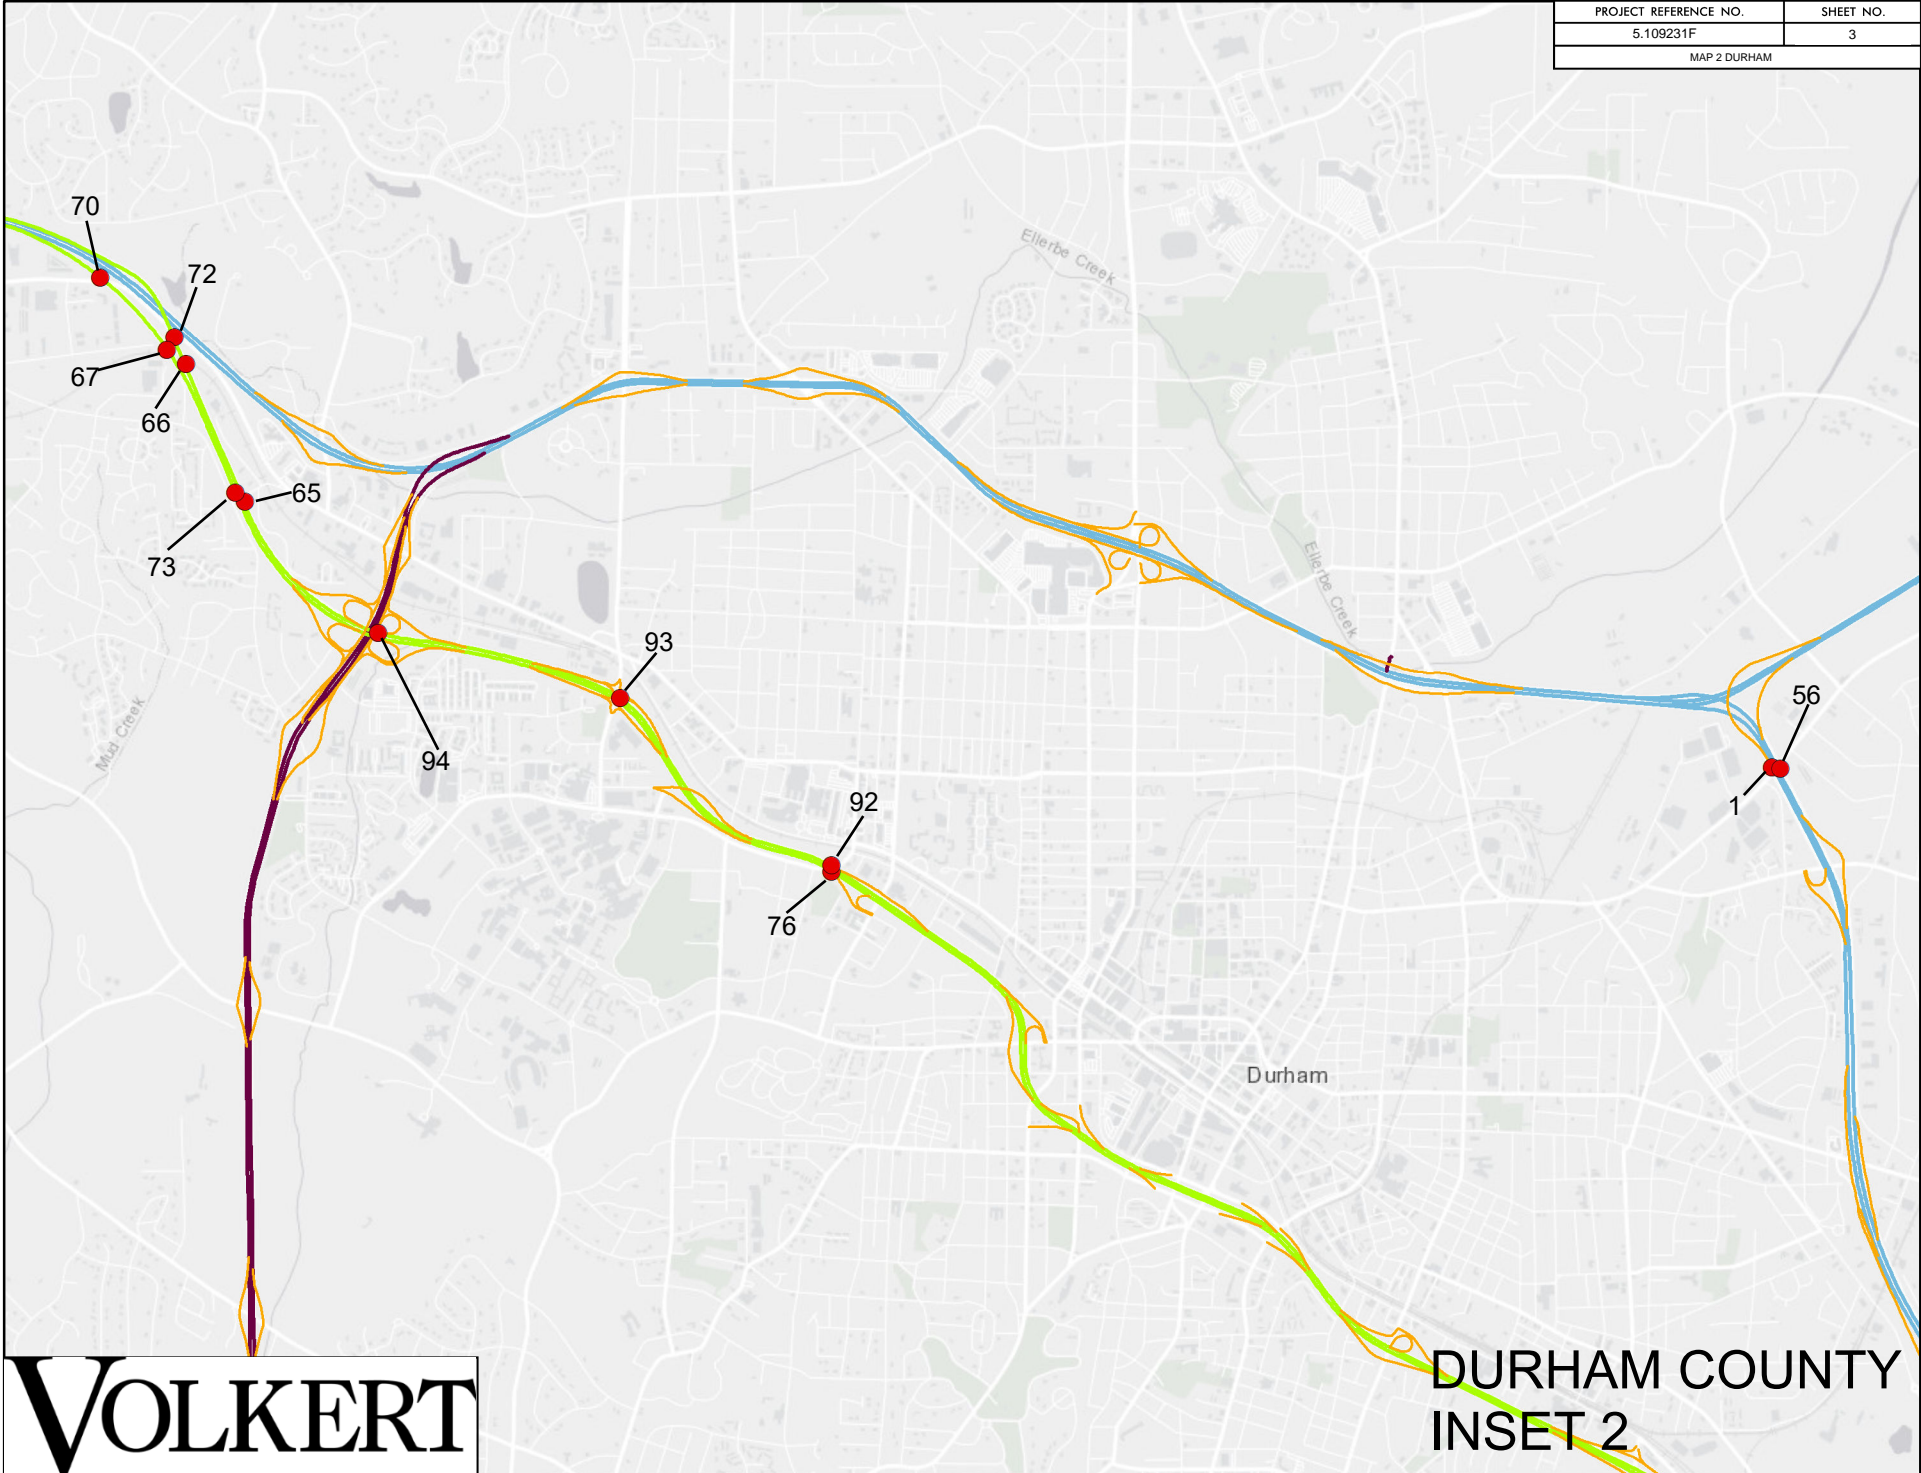 PROJECT REFERENCE NO. SHEET NO.
5.109231F 3
MAP 2 DURHAM
70
72
Ellerbe Creek
67
66
65
73
Ellerbe Creek
93
56
Mud Creek
94
92
1
76
Durham
DURHAM COUNTY
INSET 2
VOLKERT